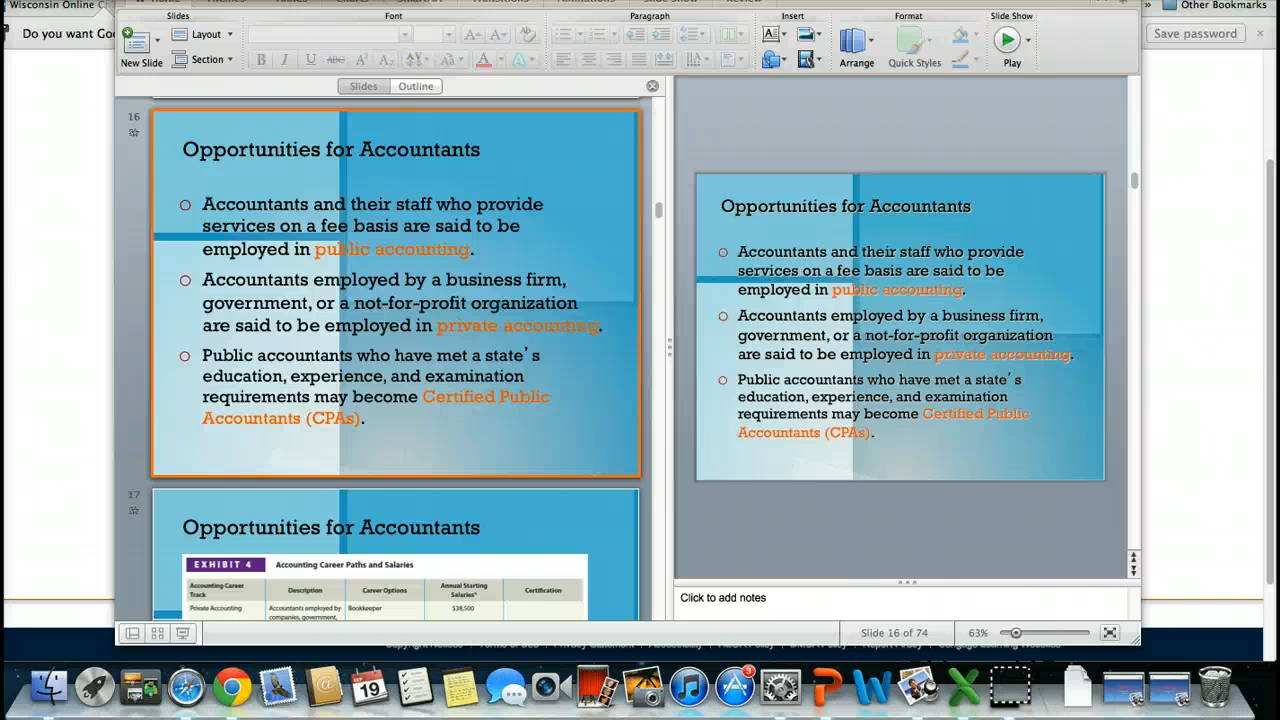 Wisconsin Online Ch
Other Bookmarks
Do you want Goo
Save password
Slides
Font
Paragraph
Insert
Format
Slide Show
New Slide
Layout
Section
Arrange
Quick Styles
Play
Slides
Outline
16
Opportunities for Accountants
Accountants and their staff who provide
services on a fee basis are said to be
employed in public accounting.
Accountants employed by a business firm,
government, or a not-for-profit organization
are said to be employed in private accounting.
Public accountants who have met a state’s
education, experience, and examination
requirements may become Certified Public
Accountants (CPAs).
17
Opportunities for Accountants
EXHIBIT 4 Accounting Career Paths and Salaries
Accounting Career
Track
Description
Career Options
Annual Starting
Salaries*
Certification
Private Accounting
Accountants employed by
companies, government,
Bookkeeper
$38,500
Opportunities for Accountants
Accountants and their staff who provide
services on a fee basis are said to be
employed in public accounting.
Accountants employed by a business firm,
government, or a not-for-profit organization
are said to be employed in private accounting.
Public accountants who have met a state’s
education, experience, and examination
requirements may become Certified Public
Accountants (CPAs).
Click to add notes
Slide 16 of 74
63%
SEP
19
3